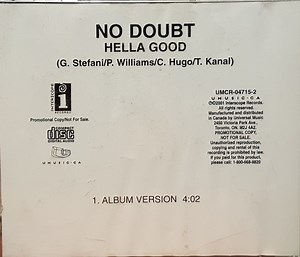 NO DOUBT
HELLA GOOD
(G. Stefani/P. Williams/C. Hugo/T. Kanal)
INTERSCOPE
RECORDS
Promotional Copy/Not For Sale.
COMPACT
disc
DIGITAL AUDIO
UMUSIC.CA
UMCR-04715-2
UMUSIC.CA
℗©2001 Interscope Records.
All rights reserved.
Manufactured and distributed
in Canada by Universal Music
2450 Victoria Park Ave.,
Toronto, ON, M2J 4A2.
PROMOTIONAL COPY,
NOT FOR SALE.
Unauthorized reproduction,
copying and rental of this
recording is prohibited by law.
If you paid for this product,
please call: 1-800-668-8820
1. ALBUM VERSION 4:02